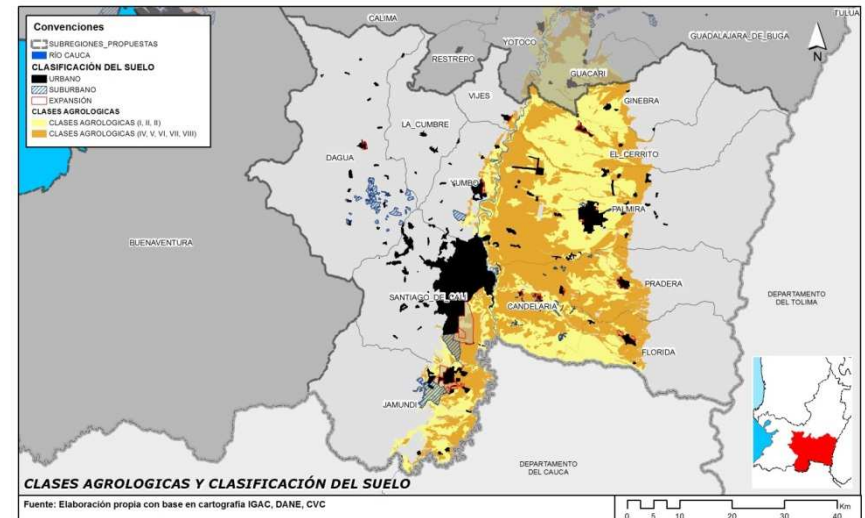 Convenciones
SUBREGIONES_PROPUESTAS
RÍO CAUCA
CLASIFICACIÓN DEL SUELO
URBANO
SUBURBANO
EXPANSIÓN
CLASES AGROLOGICAS
CLASES AGROLOGICAS (I, II, II)
CLASES AGROLOGICAS (IV, V, VI, VII, VIII)
CALIMA
TULUA
YOTOCO
GUADALAJARA_DE_BUGA
RESTREPO
N
GUACARI
VIJES
GINEBRA
LA_CUMBRE
DAGUA
EL_CERRITO
YUMBO
PALMIRA
BUENAVENTURA
PRADERA
SANTIAGO_DE_CALI
CANDELARIA
DEPARTAMENTO
DEL TOLIMA
FLORIDA
JAMUNDI
DEPARTAMENTO
DEL CAUCA
CLASES AGROLOGICAS Y CLASIFICACIÓN DEL SUELO
Fuente: Elaboración propia con base en cartografía IGAC, DANE, CVC
Km
0 5 10 20 30 40